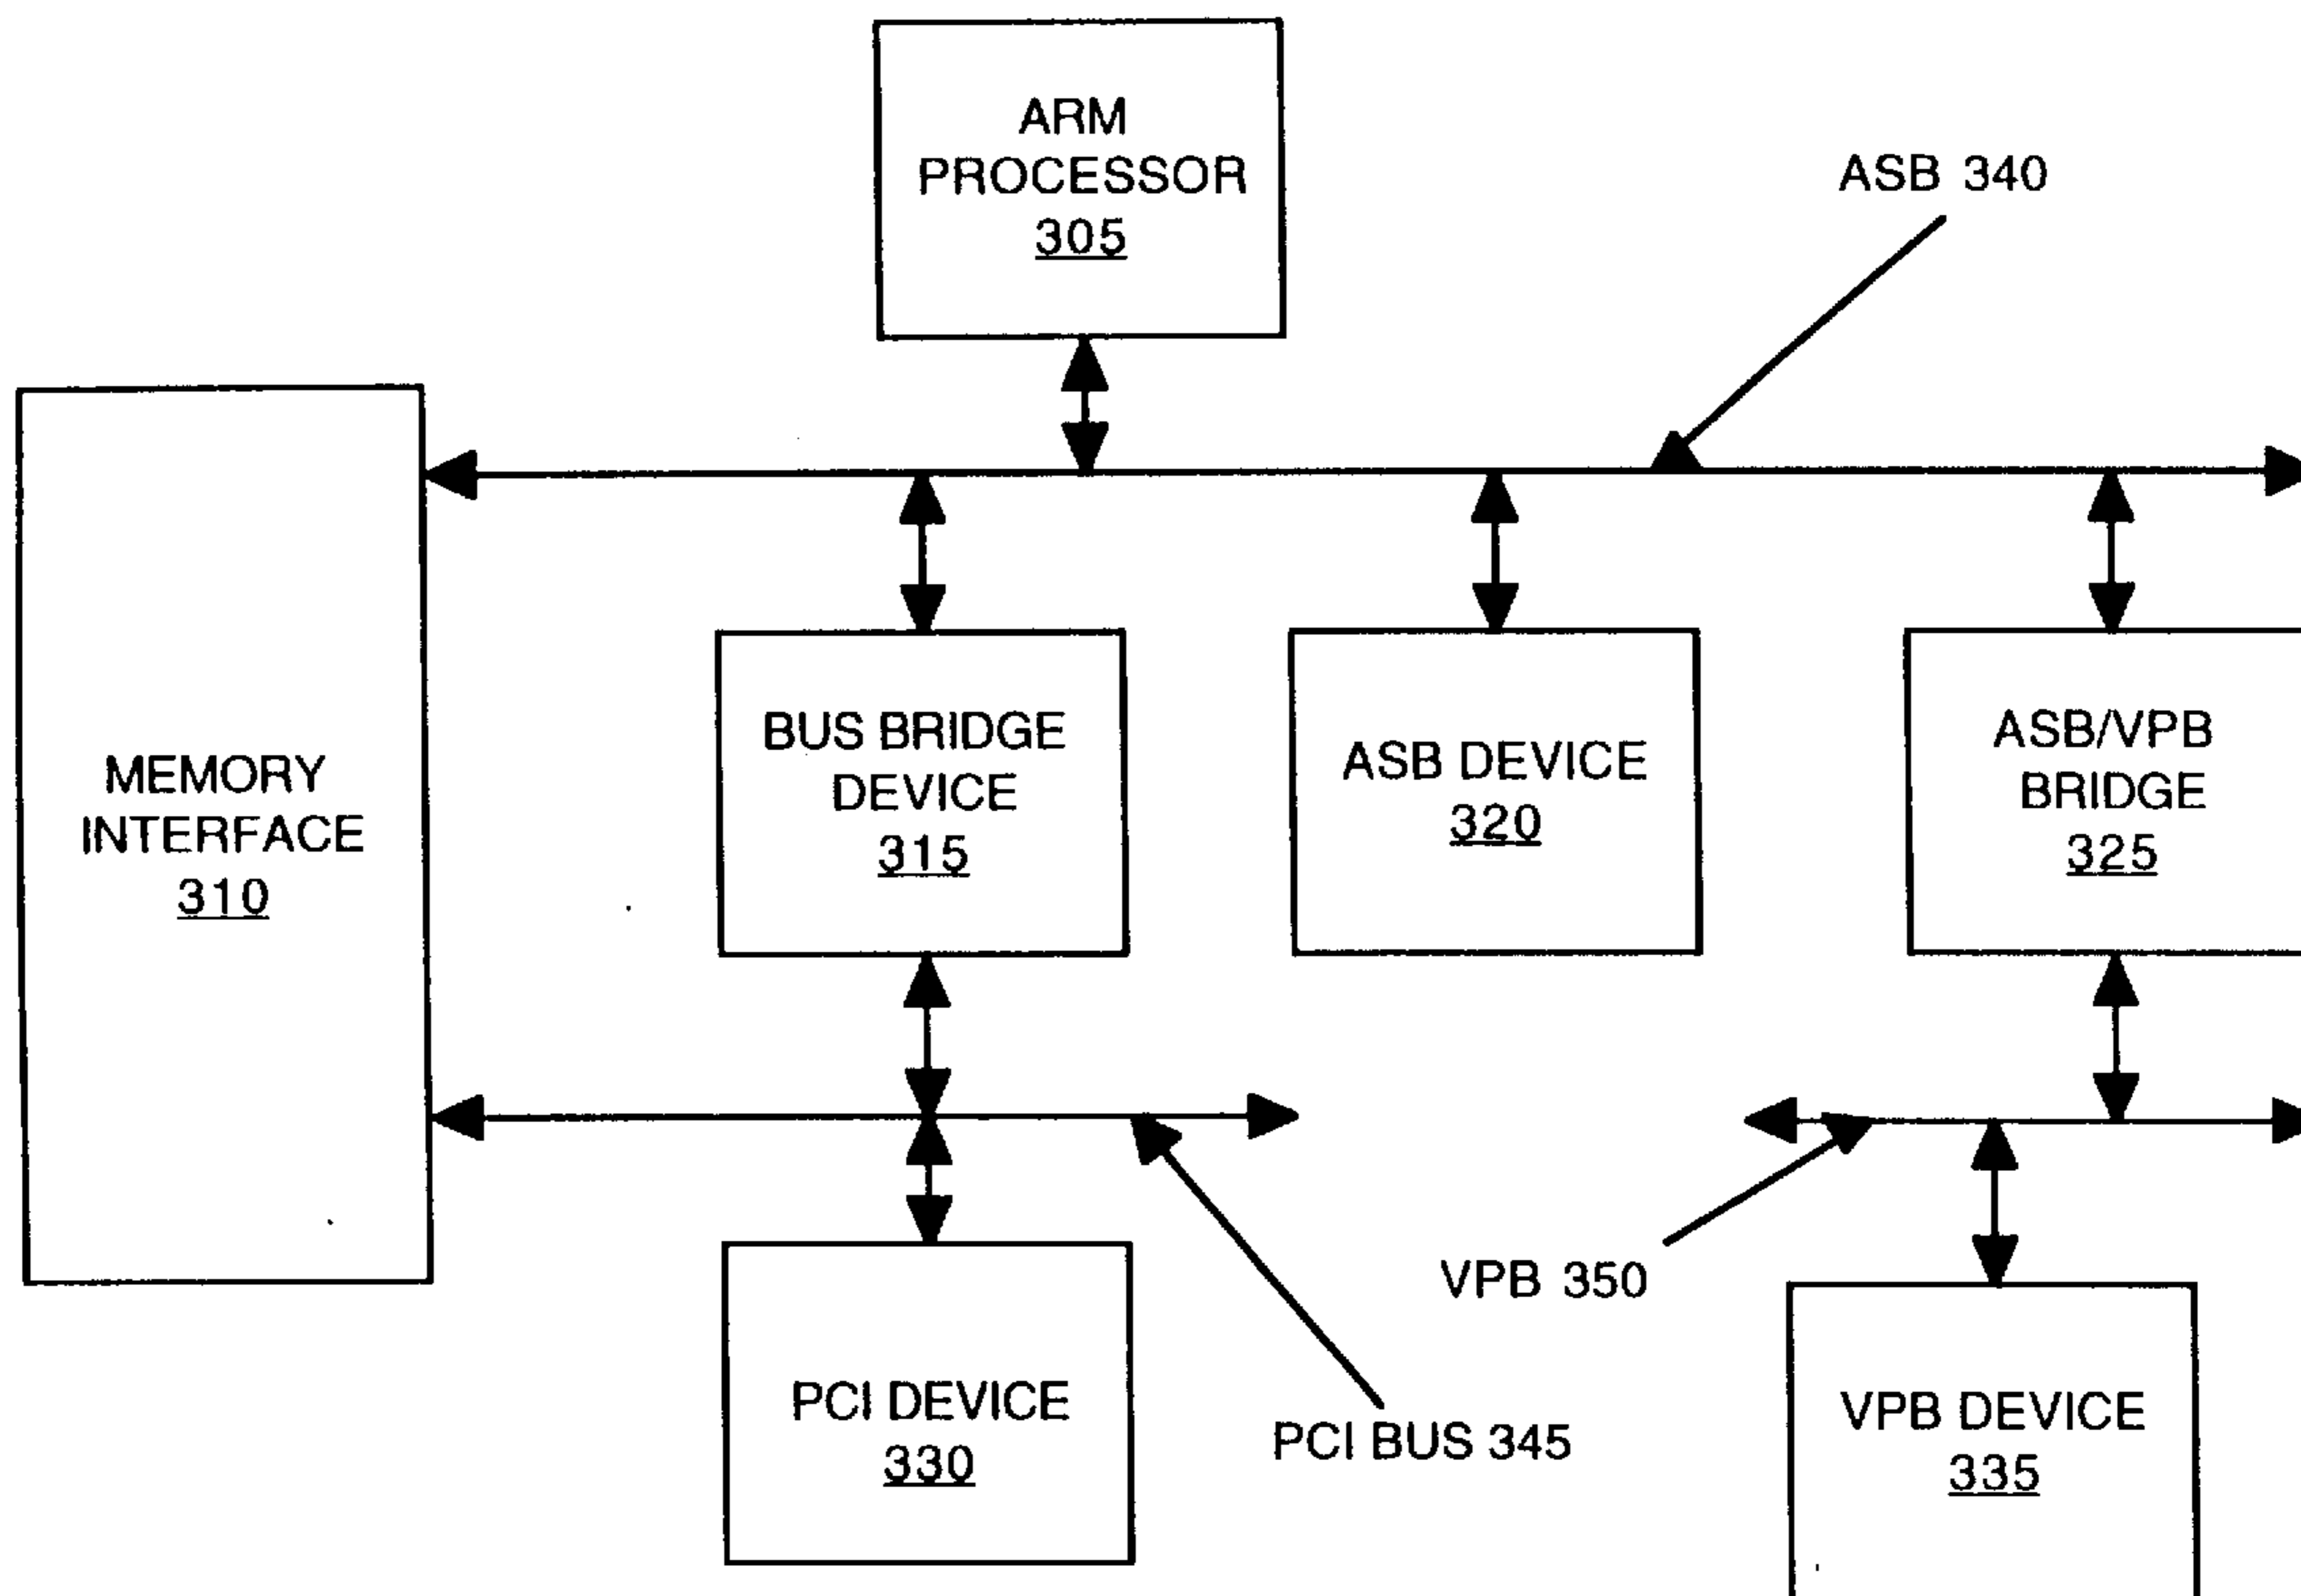 ARM
PROCESSOR
305
ASB 340
MEMORY
INTERFACE
310
BUS BRIDGE
DEVICE
315
ASB DEVICE
320
ASB/VPB
BRIDGE
325
VPB 350
PCI BUS 345
PCI DEVICE
330
VPB DEVICE
335